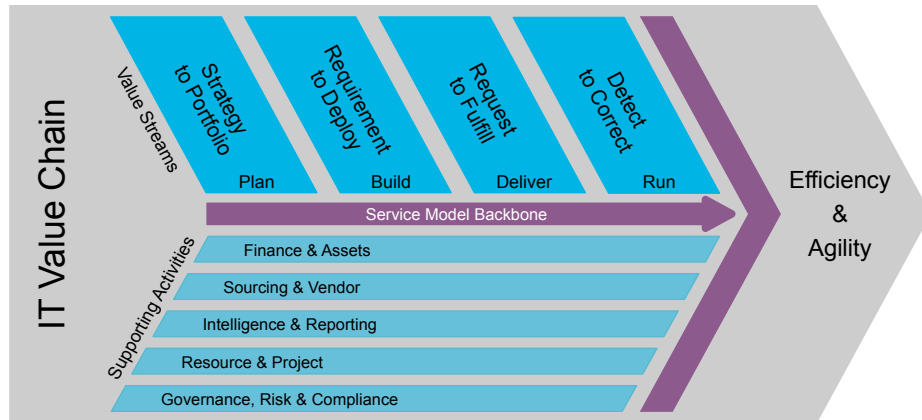 IT Value Chain
Value Streams
Strategy
to Portfolio
Plan
Requirement
to Deploy
Build
Request
to Fulfill
Deliver
Detect
to Correct
Run
Service Model Backbone
Efficiency
&
Agility
Supporting Activities
Finance & Assets
Sourcing & Vendor
Intelligence & Reporting
Resource & Project
Governance, Risk & Compliance